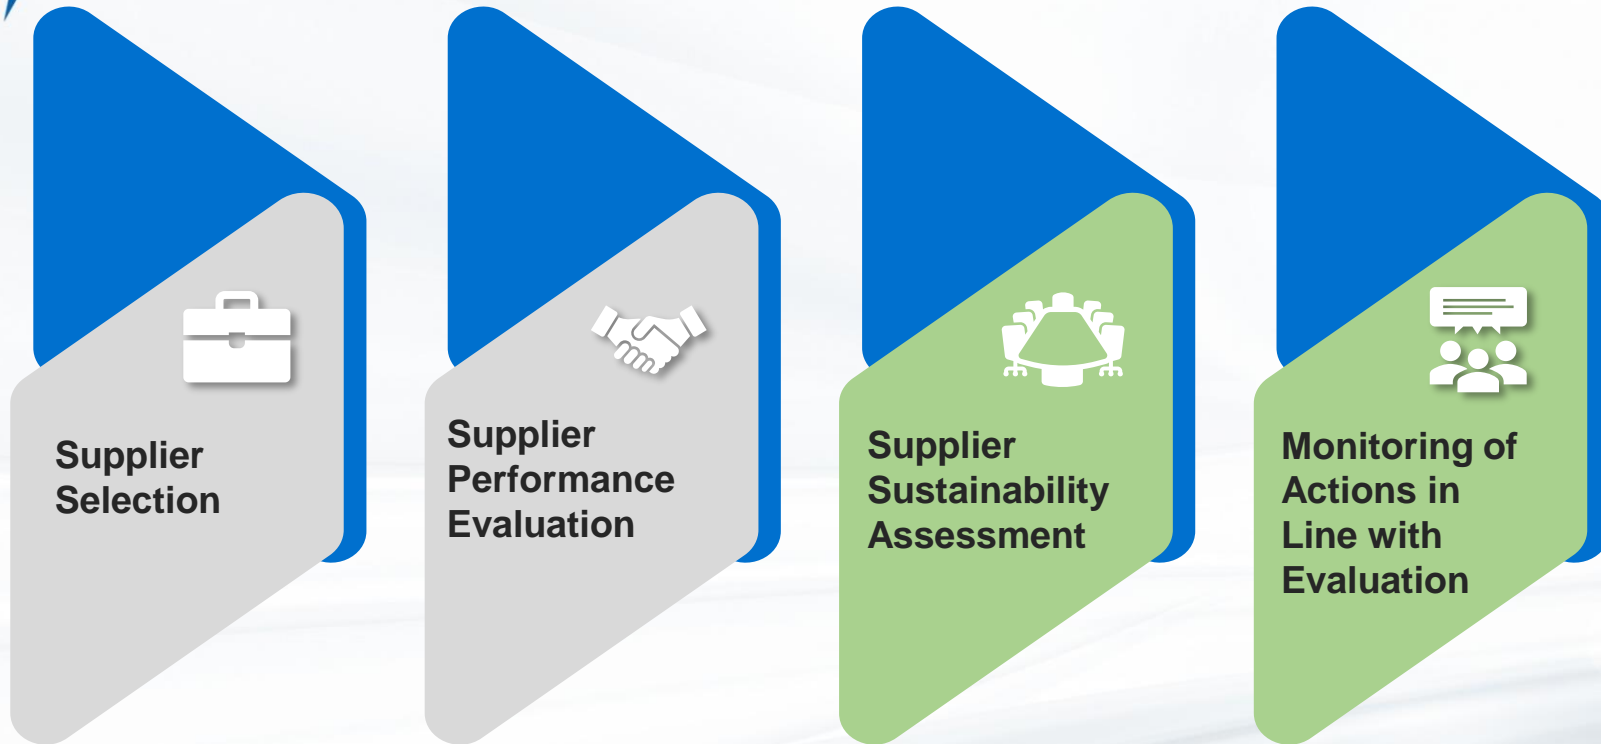 Supplier
Selection
Supplier
Performance
Evaluation
Supplier
Sustainability
Assessment
Monitoring of
Actions in
Line with
Evaluation